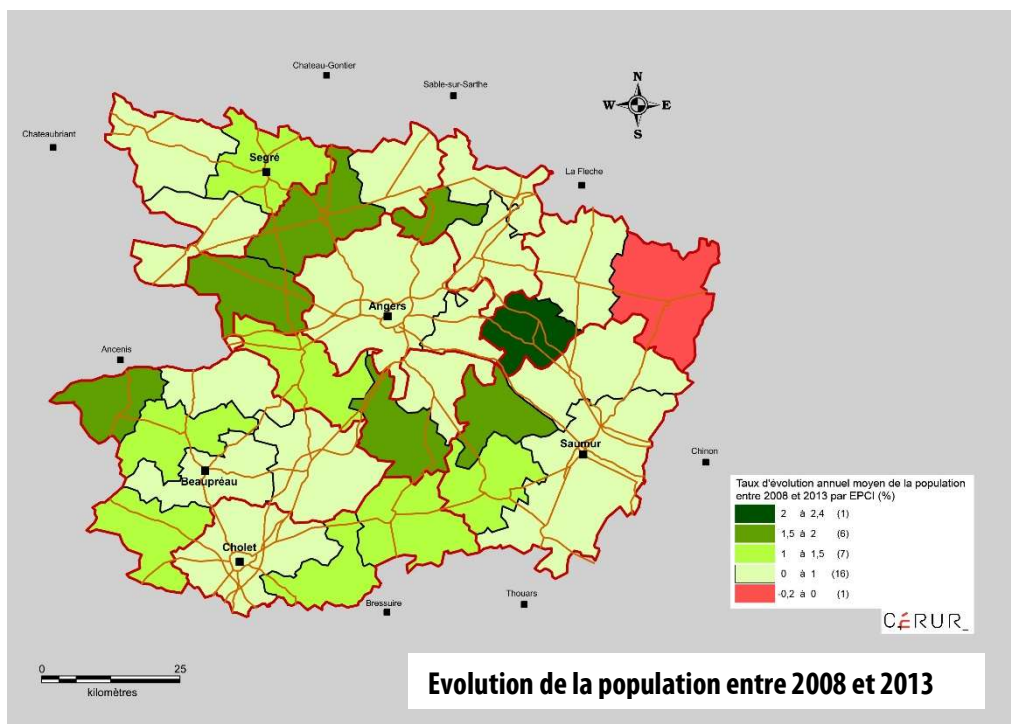 Chateau-Gontier
Sable-sur-Sarthe
N
W E
S
Chateaubriant
Segré
La Fleche
Angers
Ancenis
Saumur
Chinon
Beaupréau
Cholet
Bressuire
Thouars
Taux d'évolution annuel moyen de la population
entre 2008 et 2013 par EPCI (%)
2 à 2,4 (1)
1,5 à 2 (6)
1 à 1,5 (7)
0 à 1 (16)
-0,2 à 0 (1)
CÉRUR_
0 25
kilomètres
Evolution de la population entre 2008 et 2013